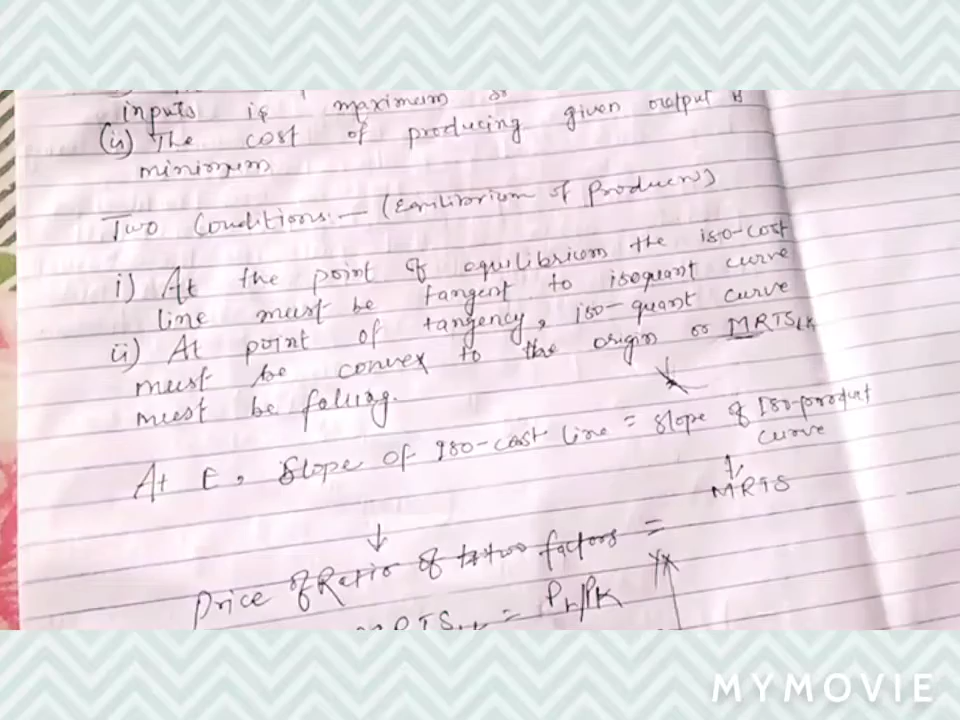 inputs is maximum or
(ii) The cost of producing given output is
minimum
Two Conditions:- (Equilibrium of Producers)
i) At the point of equilibrium the iso-cost
line must be tangent to isoquant curve
ii) At point of tangency, iso-quant curve
must be convex to the origin or MRTSLK
must be falling.
At E, Slope of Iso-cost line = Slope of Iso-product
curve
MRTS
Price of Ratio of two factors =
MRTSLK = PL/PK
MYMOVIE